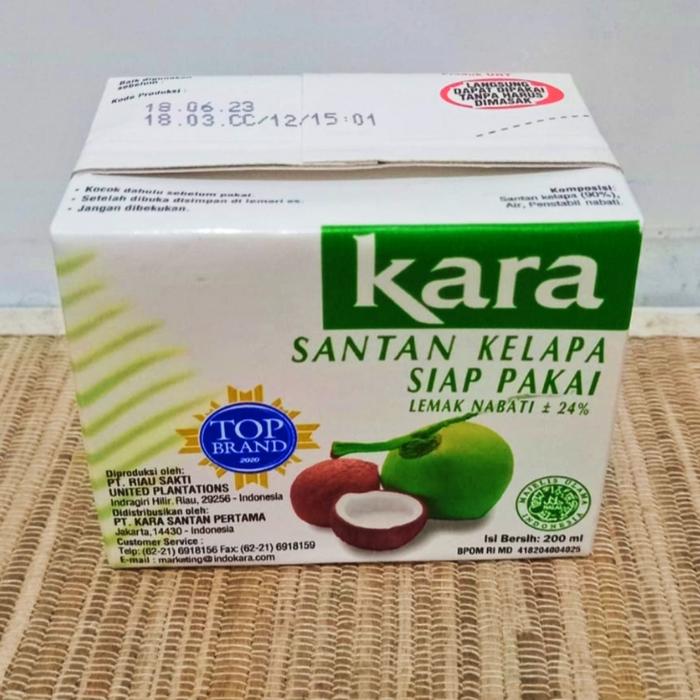 Baik digunakan
sebelum :
Kode Produksi :
18.06.23
18.03.CC/12/15:01
Produk UHT
LANGSUNG
DAPAT DIPAKAI
TANPA HARUS
DIMASAK
- Kocok dahulu sebelum pakai.
- Setelah dibuka disimpan di lemari es.
- Jangan dibekukan.
Komposisi:
Santan kelapa (90%),
Air, Penstabil nabati.
kara
SANTAN KELAPA
SIAP PAKAI
LEMAK NABATI ± 24%
TOP
BRAND
2020
Diproduksi oleh:
PT. RIAU SAKTI
UNITED PLANTATIONS
Indragiri Hilir. Riau, 29256 - Indonesia
Didistribusikan oleh:
PT. KARA SANTAN PERTAMA
Jakarta,14430 - Indonesia
Customer Service :
Telp: (62-21) 6918156 Fax: (62-21) 6918159
E-mail : marketing@indokara.com
MAJELIS ULAMA
HALAL
INDONESIA
Isi Bersih: 200 ml
BPOM RI MD 418204004025